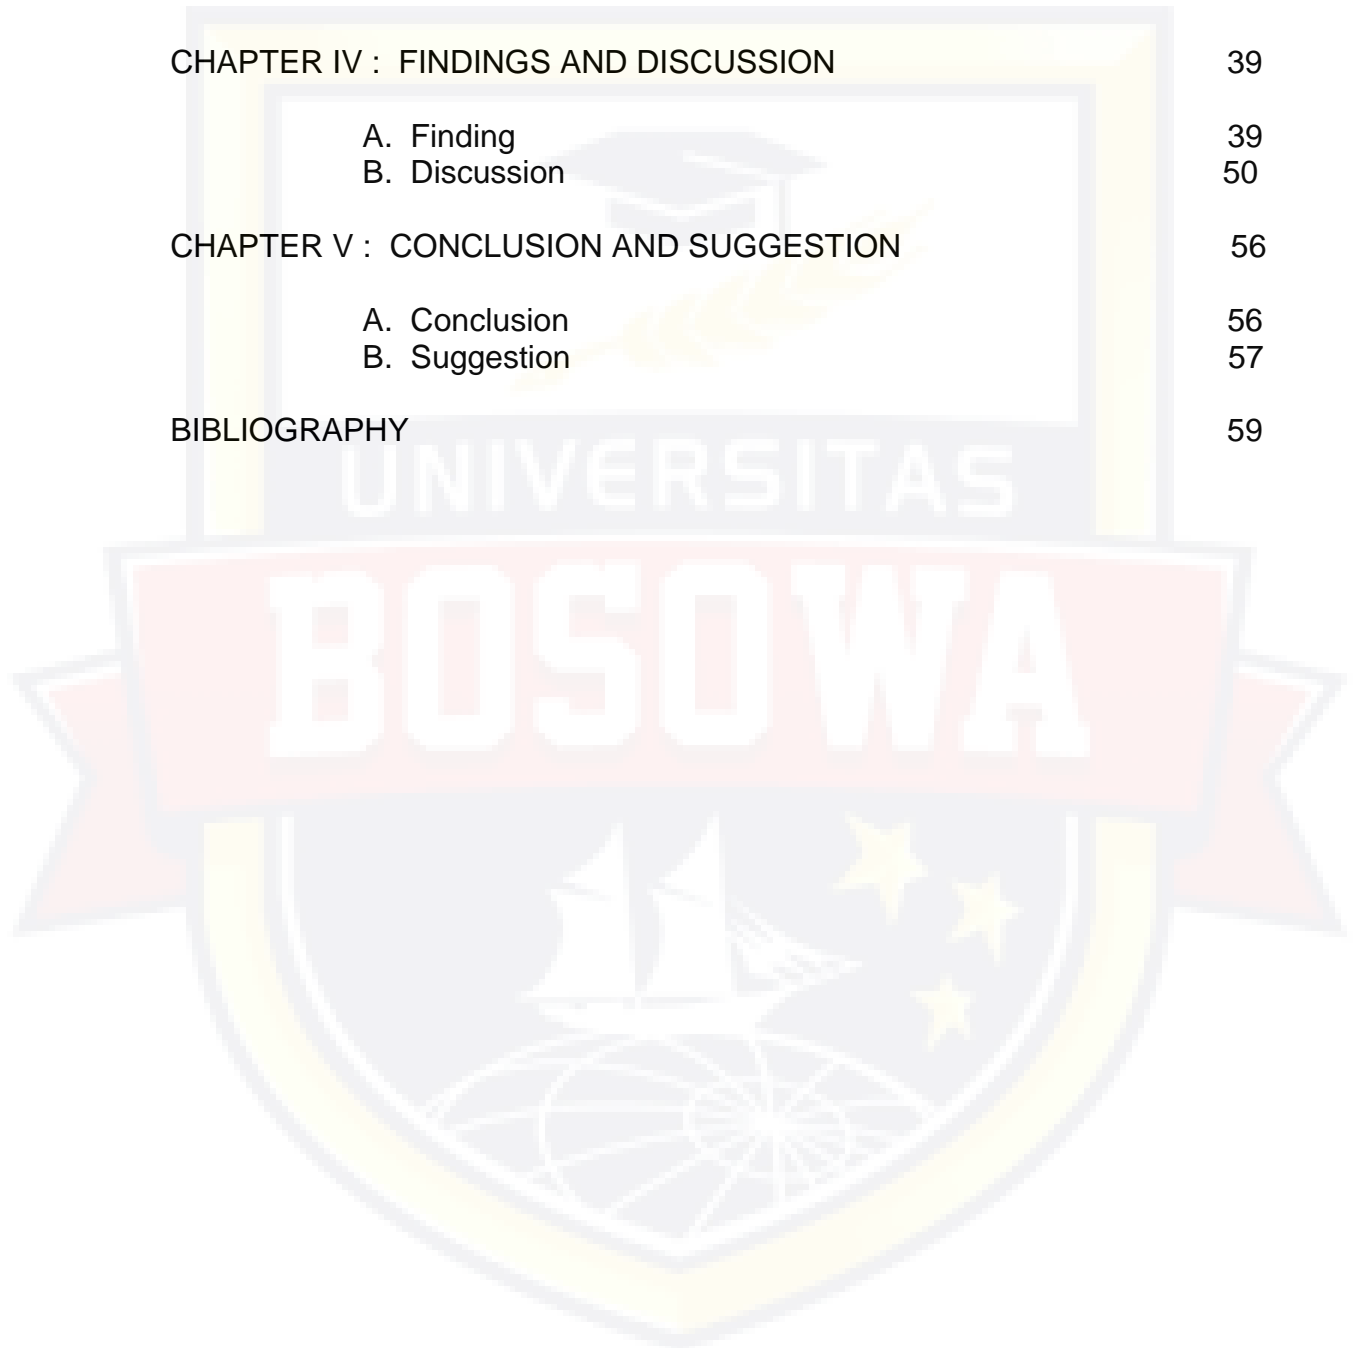 CHAPTER IV : FINDINGS AND DISCUSSION 39
A. Finding 39
B. Discussion 50
CHAPTER V : CONCLUSION AND SUGGESTION 56
A. Conclusion 56
B. Suggestion 57
BIBLIOGRAPHY 59
UNIVERSITAS
BOSOWA